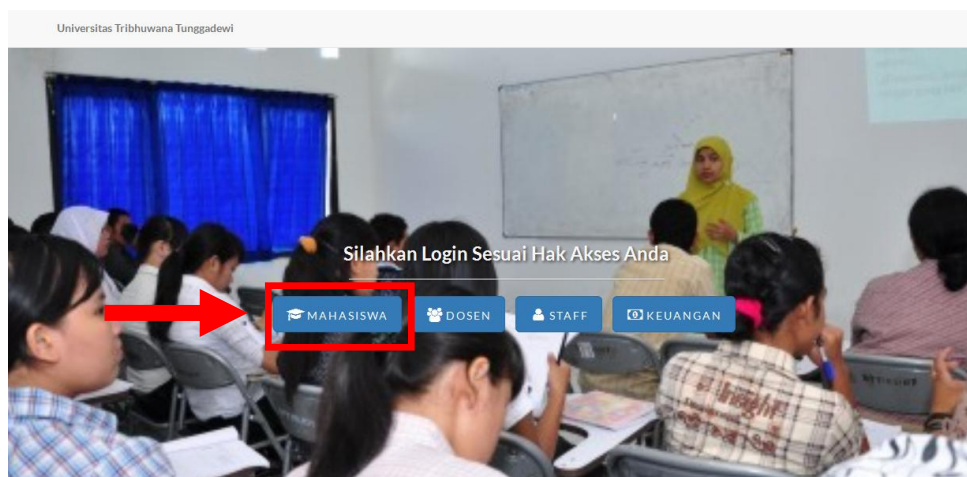 Universitas Tribhuwana Tunggadewi
Silahkan Login Sesuai Hak Akses Anda
MAHASISWA
DOSEN
STAFF
KEUANGAN